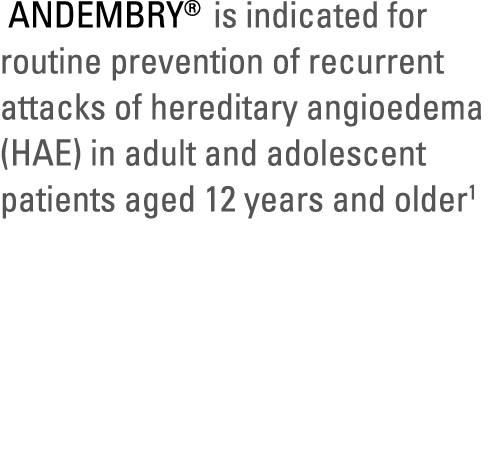 ANDEMBRY® is indicated for
routine prevention of recurrent
attacks of hereditary angioedema
(HAE) in adult and adolescent
patients aged 12 years and older¹